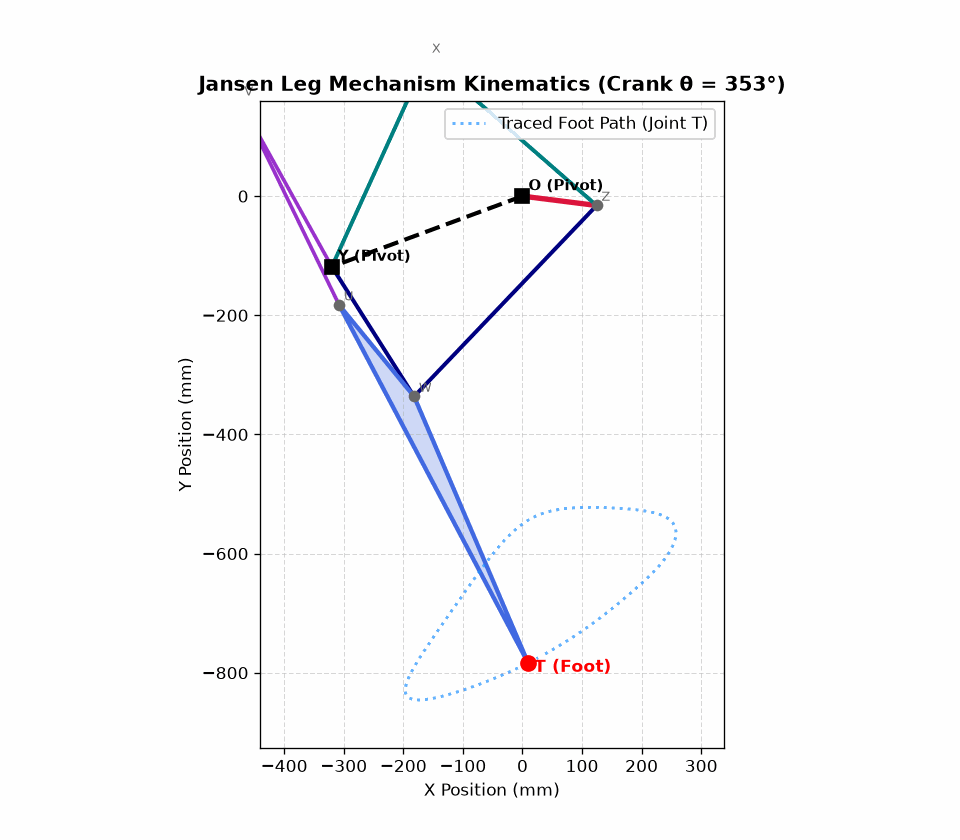 X
Jansen Leg Mechanism Kinematics (Crank θ = 353°)
V
Traced Foot Path (Joint T)
O (Pivot)
Z
0
Y (Pivot)
U
−200
W
−400
−600
T (Foot)
−800
−400 −300 −200 −100 0 100 200 300
X Position (mm)
Y Position (mm)